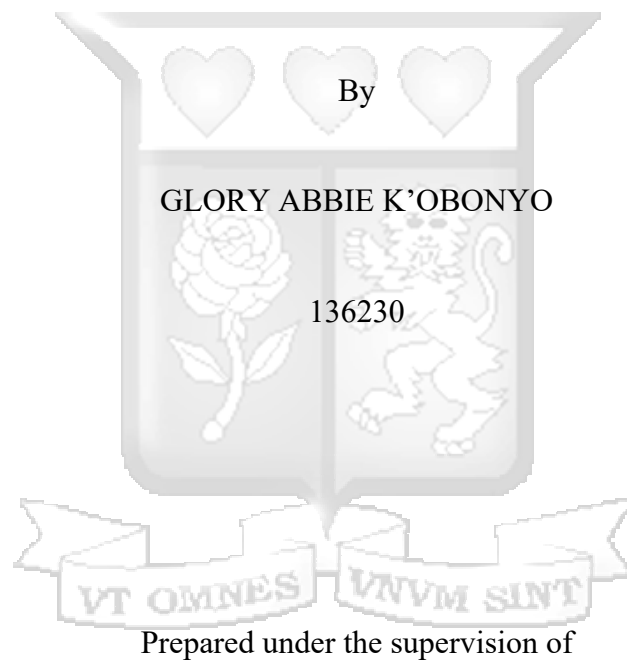 By
GLORY ABBIE K’OBONYO
136230
VT OMNES VNVM SINT
Prepared under the supervision of